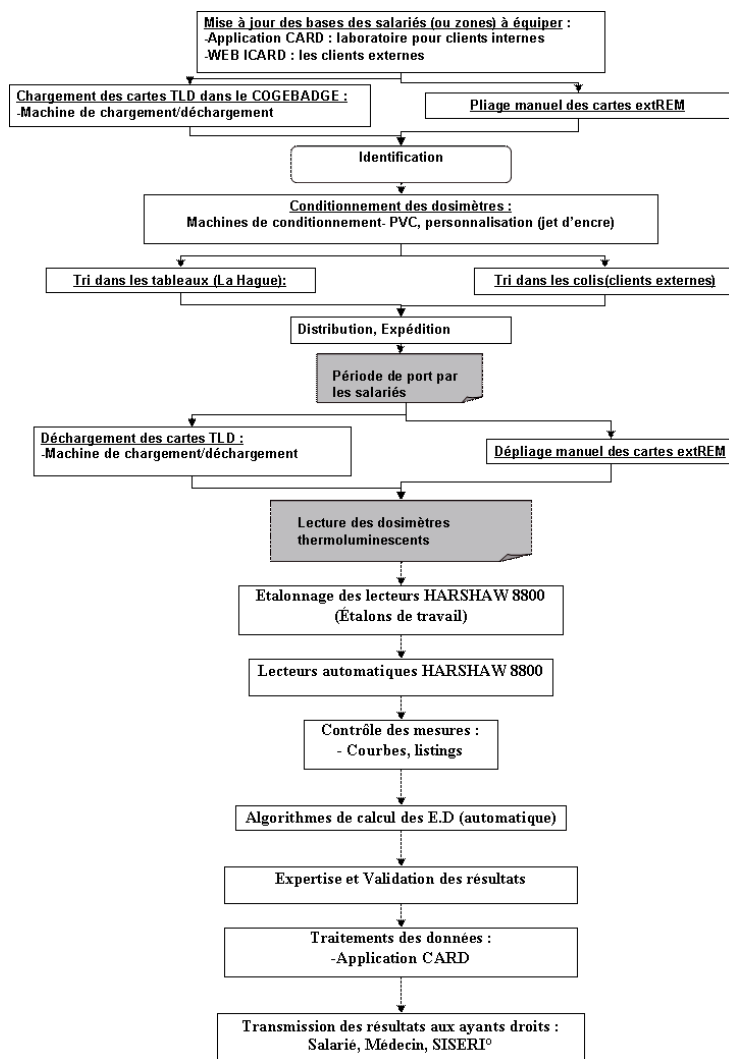 Mise à jour des bases des salariés (ou zones) à équiper :
-Application CARD : laboratoire pour clients internes
-WEB ICARD : les clients externes
Chargement des cartes TLD dans le COGEBADGE :
-Machine de chargement/déchargement
Pliage manuel des cartes extREM
Identification
Conditionnement des dosimètres :
Machines de conditionnement- PVC, personnalisation (jet d'encre)
Tri dans les tableaux (La Hague):
Tri dans les colis(clients externes)
Distribution, Expédition
Période de port par
les salariés
Déchargement des cartes TLD :
-Machine de chargement/déchargement
Dépliage manuel des cartes extREM
Lecture des dosimètres
thermoluminescents
Etalonnage des lecteurs HARSHAW 8800
(Étalons de travail)
Lecteurs automatiques HARSHAW 8800
Contrôle des mesures :
- Courbes, listings
Algorithmes de calcul des E.D (automatique)
Expertise et Validation des résultats
Traitements des données :
-Application CARD
Transmission des résultats aux ayants droits :
Salarié, Médecin, SISERI°